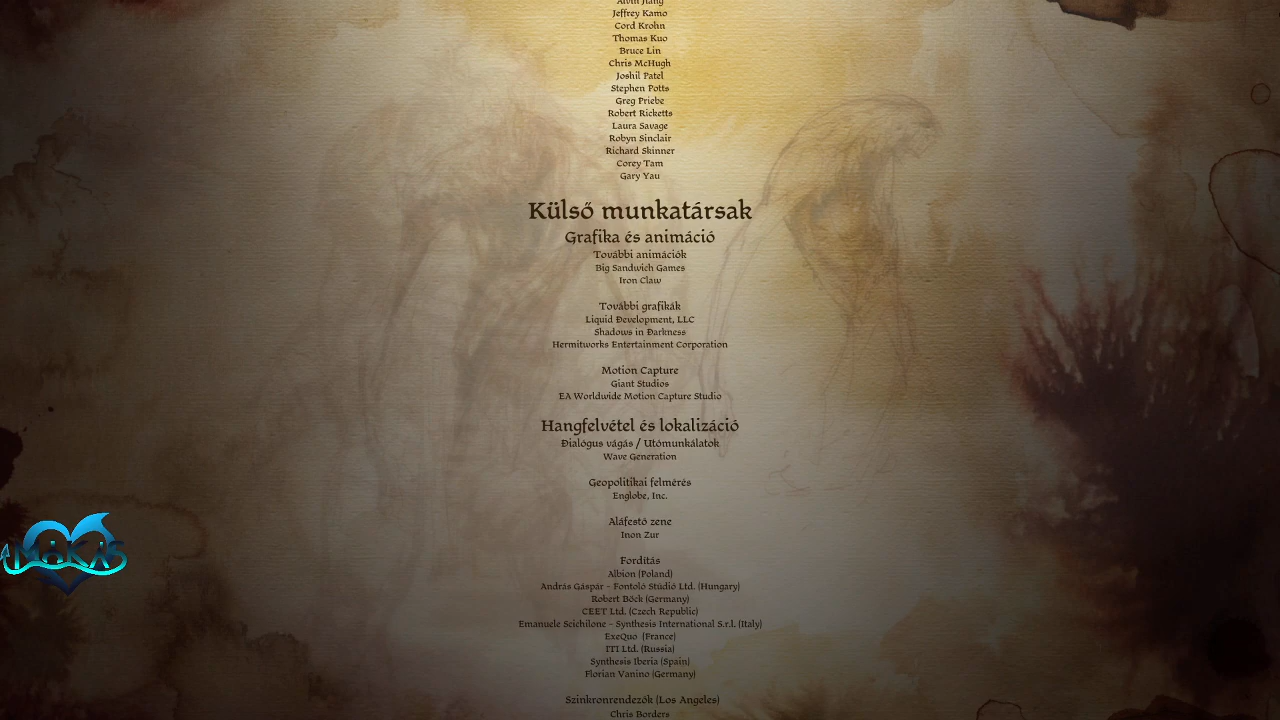 Alvin Jiang
Jeffrey Kamo
Cord Krohn
Thomas Kuo
Bruce Lin
Chris McHugh
Joshil Patel
Stephen Potts
Greg Priebe
Robert Ricketts
Laura Savage
Robyn Sinclair
Richard Skinner
Corey Tam
Gary Yau
Külső munkatársak
Grafika és animáció
További animációk
Big Sandwich Games
Iron Claw
További grafikák
Liquid Development, LLC
Shadows in Darkness
Hermitworks Entertainment Corporation
Motion Capture
Giant Studios
EA Worldwide Motion Capture Studio
Hangfelvétel és lokalizáció
Dialógus vágás / Utómunkálatok
Wave Generation
Geopolitikai felmérés
Englobe, Inc.
Aláfestő zene
Inon Zur
Fordítás
Albion (Poland)
András Gáspár - Fontoló Stúdió Ltd. (Hungary)
Robert Böck (Germany)
CEET Ltd. (Czech Republic)
Emanuele Scichilone - Synthesis International S.r.l. (Italy)
ExeQuo (France)
ITI Ltd. (Russia)
Synthesis Iberia (Spain)
Florian Vanino (Germany)
Szinkronrendezők (Los Angeles)
Chris Borders
MAKAS